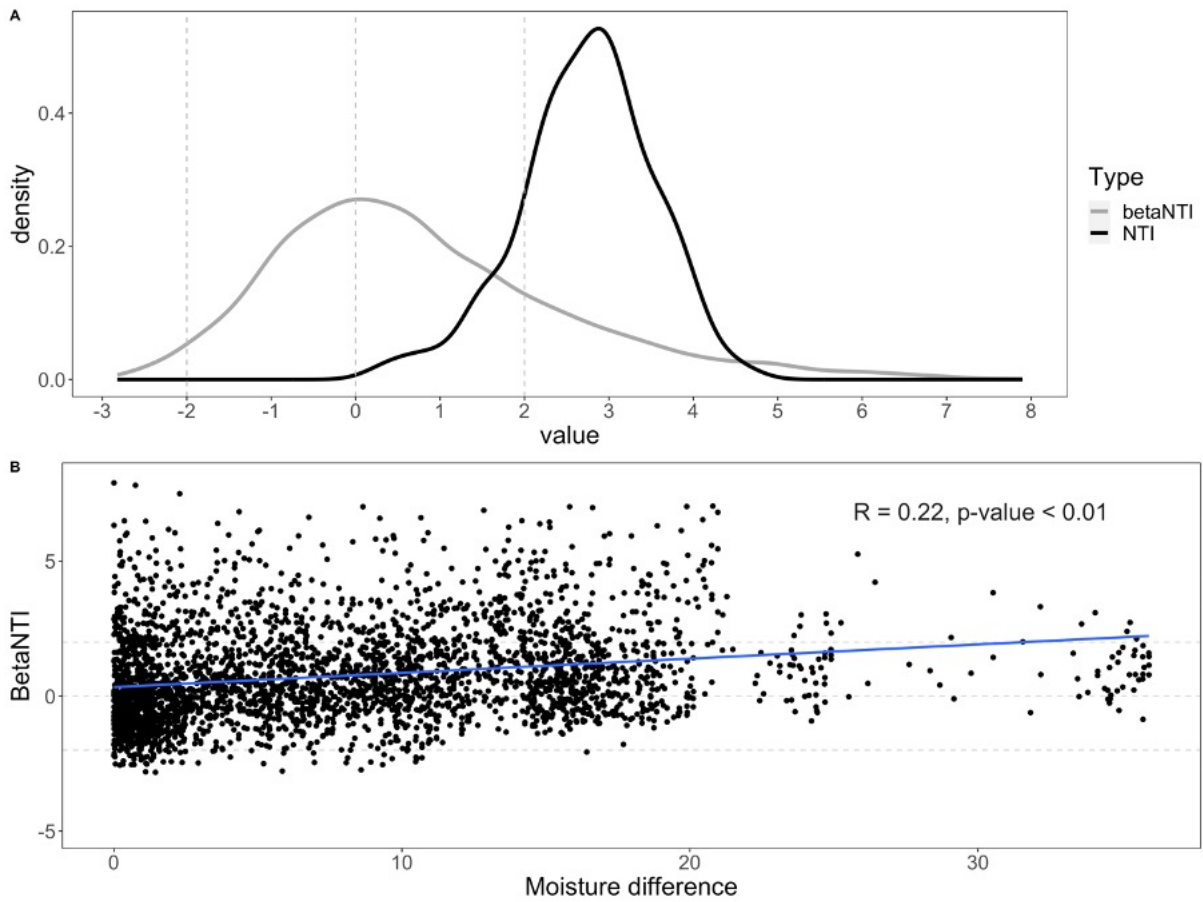 A
density
0.4
0.2
0.0
-3 -2 -1 0 1 2 3 4 5 6 7 8
value
Type
betaNTI
NTI
B
R = 0.22, p-value < 0.01
BetaNTI
5
0
-5
0 10 20 30
Moisture difference